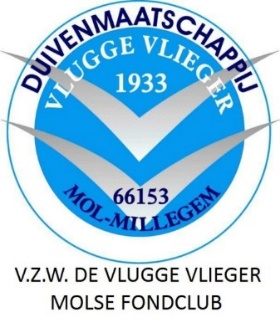 DUIVENMAATSCHAPPIJ
VLUGGE VLIEGER
1933
66153
MOL-MILLEGEM
V.Z.W. DE VLUGGE VLIEGER
MOLSE FONDCLUB